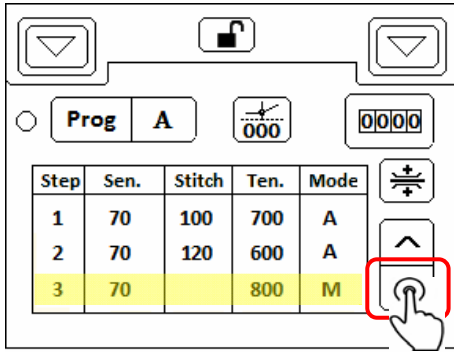 Prog A 000 0000
Step Sen. Stitch Ten. Mode
1 70 100 700 A
2 70 120 600 A
3 70 800 M